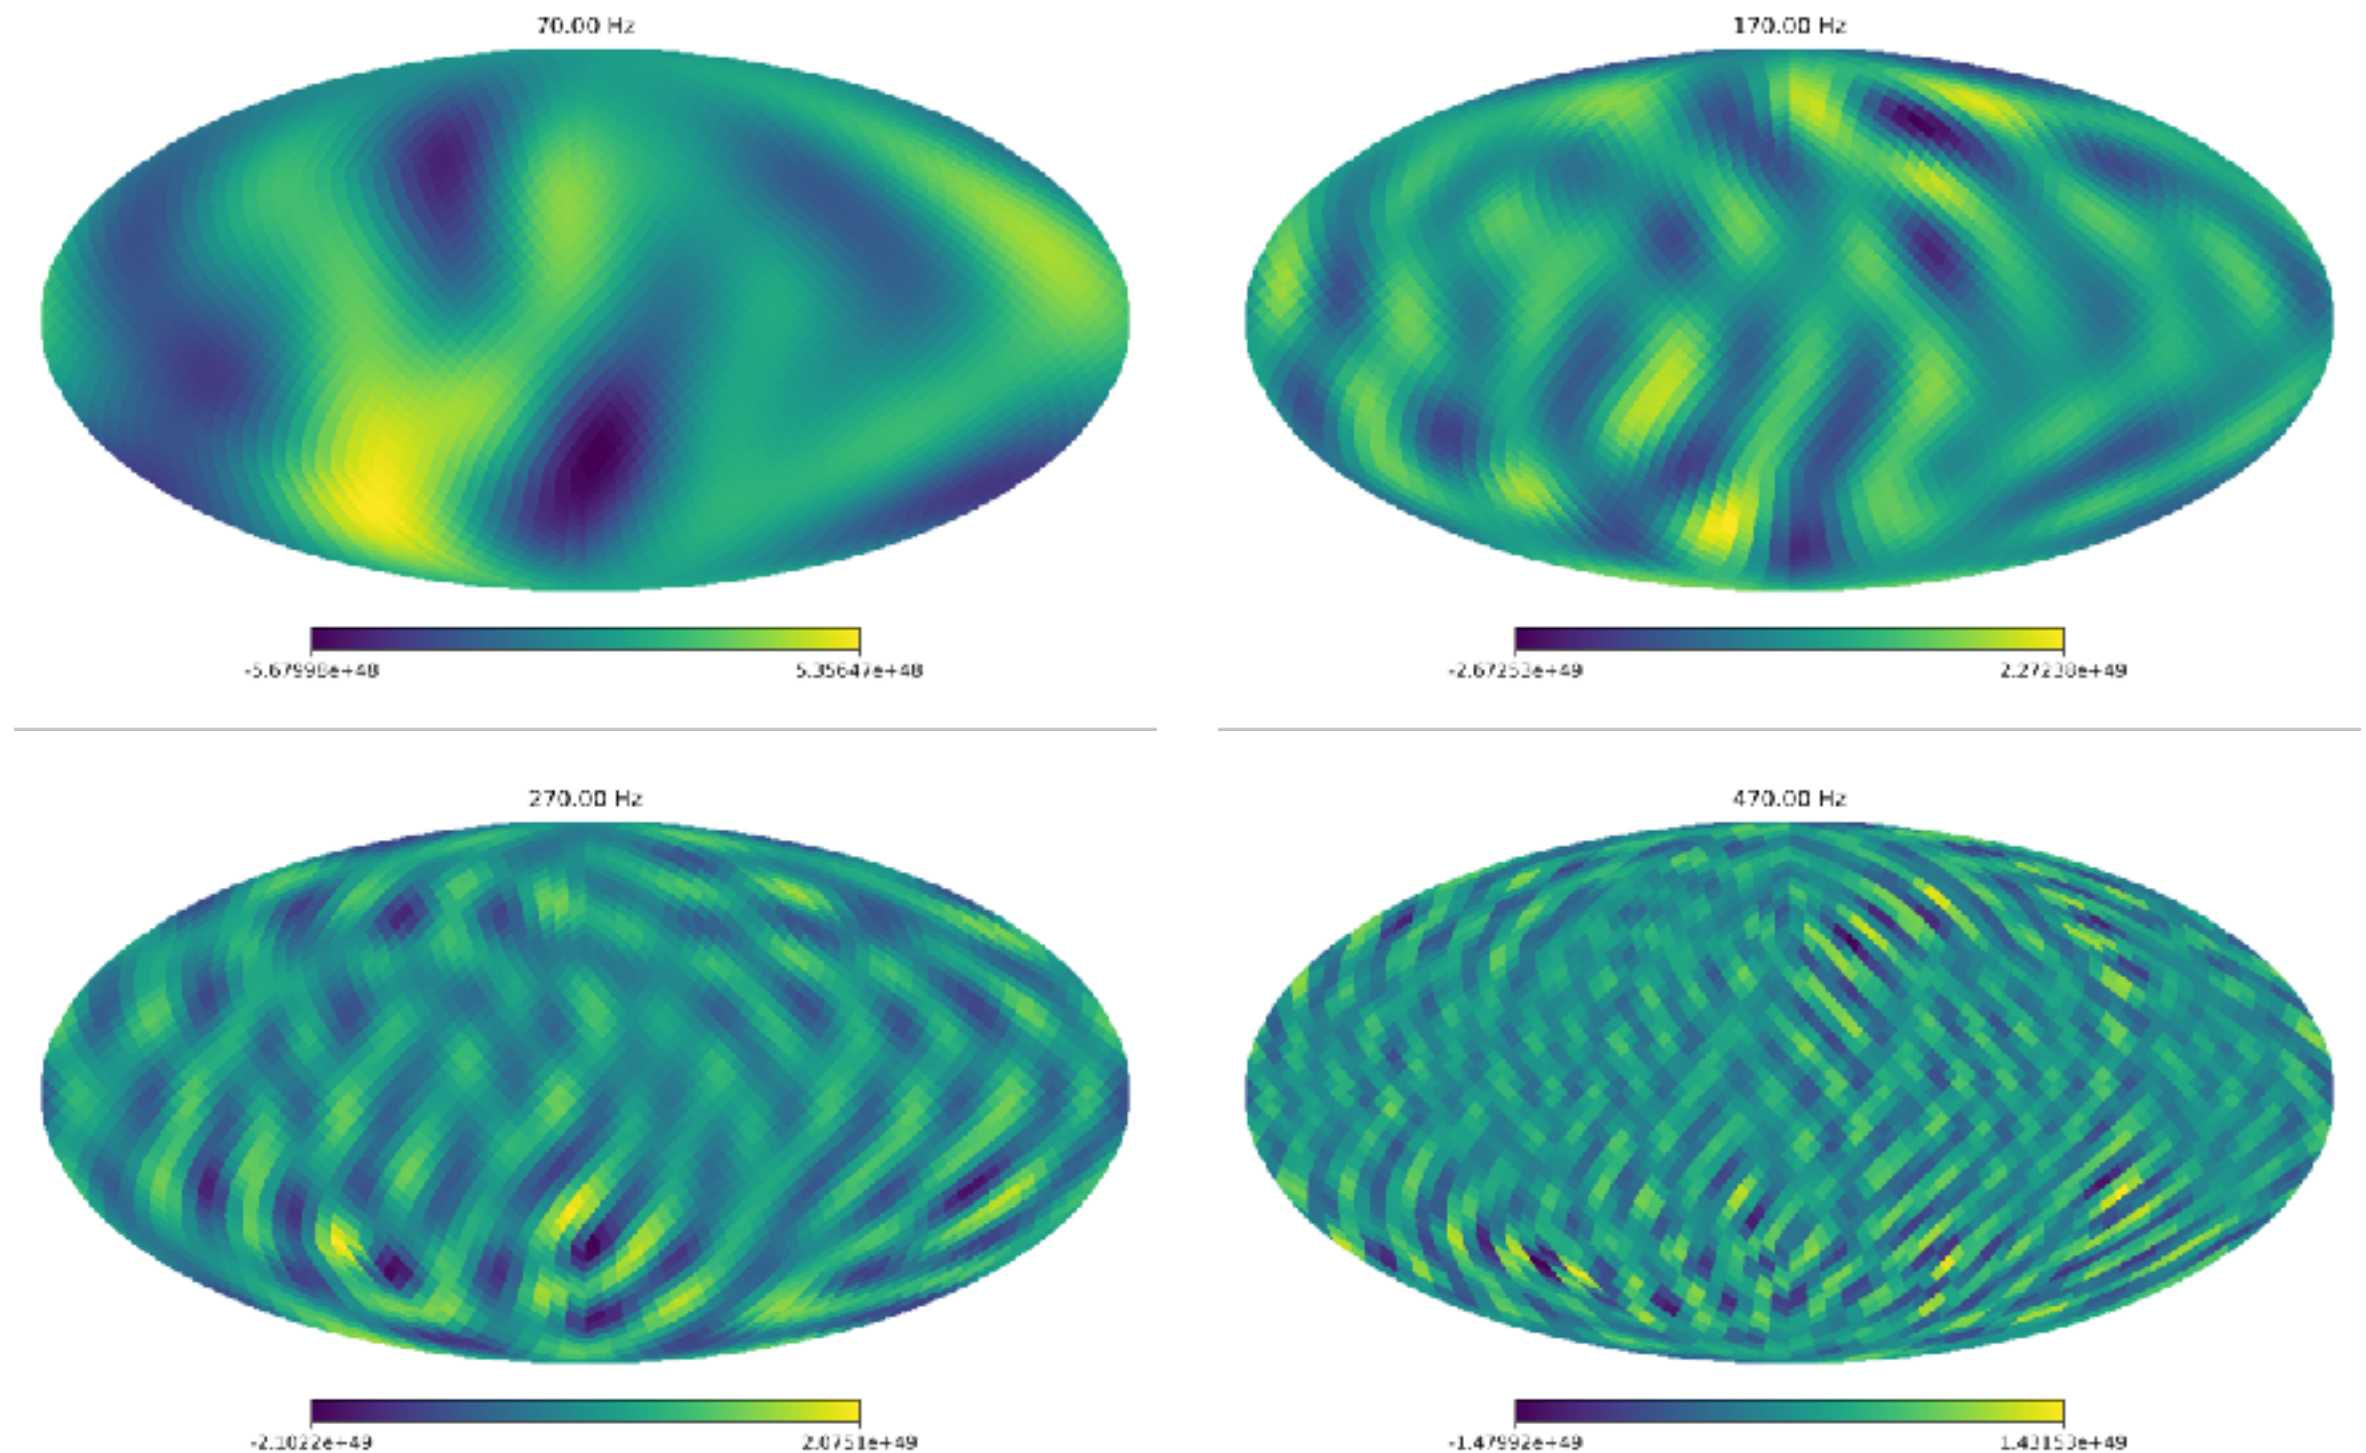 70.00 Hz
170.00 Hz
-5.67998e+48
5.35647e+48
-2.67253e+49
2.27238e+49
270.00 Hz
470.00 Hz
-2.1022e+49
2.0751e+49
-1.47992e+49
1.43153e+49